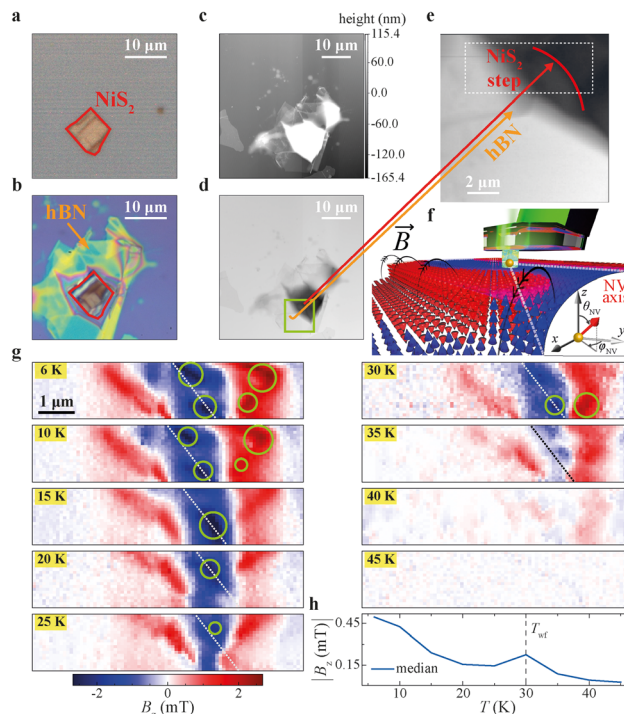 a
10 μm
NiS2
b
10 μm
hBN
c
height (nm)
10 μm
115.4
60.0
0.0
-60.0
-165.4
d
10 μm
e
NiS2
step
hBN
2 μm
f
B
NV
axis
z
θNV
x
y
φNV
g
6 K
1 μm
10 K
15 K
20 K
25 K
-2 0 2
Bz (mT)
30 K
35 K
40 K
45 K
h
|Bz (mT)|
0.45
0.15
Twf
median
10 20 30 40
T (K)